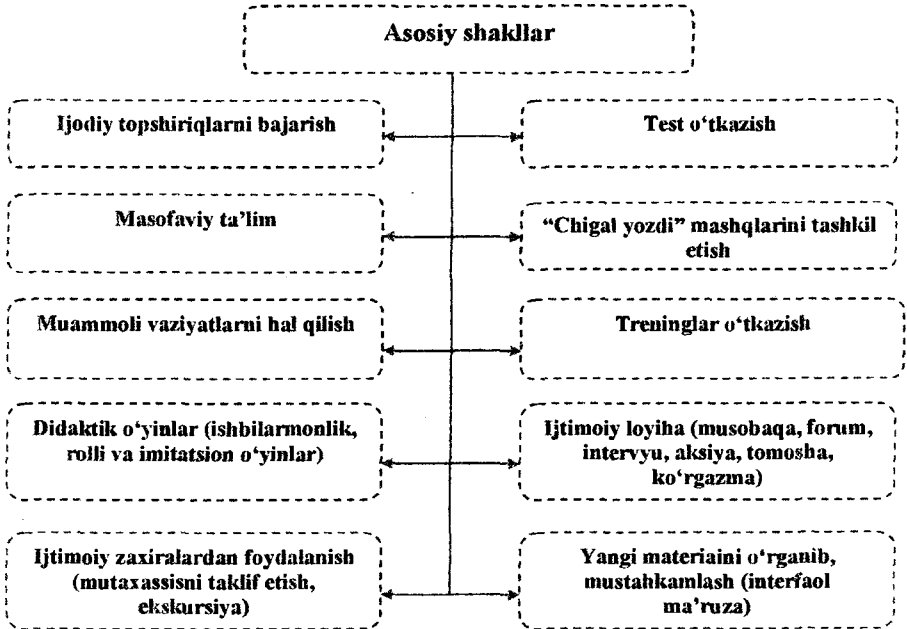 Asosiy shakllar
Ijodiy topshiriqlarni bajarish
Test o‘tkazish
Masofaviy ta’lim
“Chigal yozdi” mashqlarini tashkil
etish
Muammoli vaziyatlarni hal qilish
Treninglar o‘tkazish
Didaktik o‘yinlar (ishbilarmonlik,
rolli va imitatsion o‘yinlar)
Ijtimoiy loyiha (musobaqa, forum,
intervyu, aksiya, tomosha,
ko‘rgazma)
Ijtimoiy zaxiralardan foydalanish
(mutaxassisni taklif etish,
ekskursiya)
Yangi materiaini o‘rganib,
mustahkamlash (interfaol
ma’ruza)